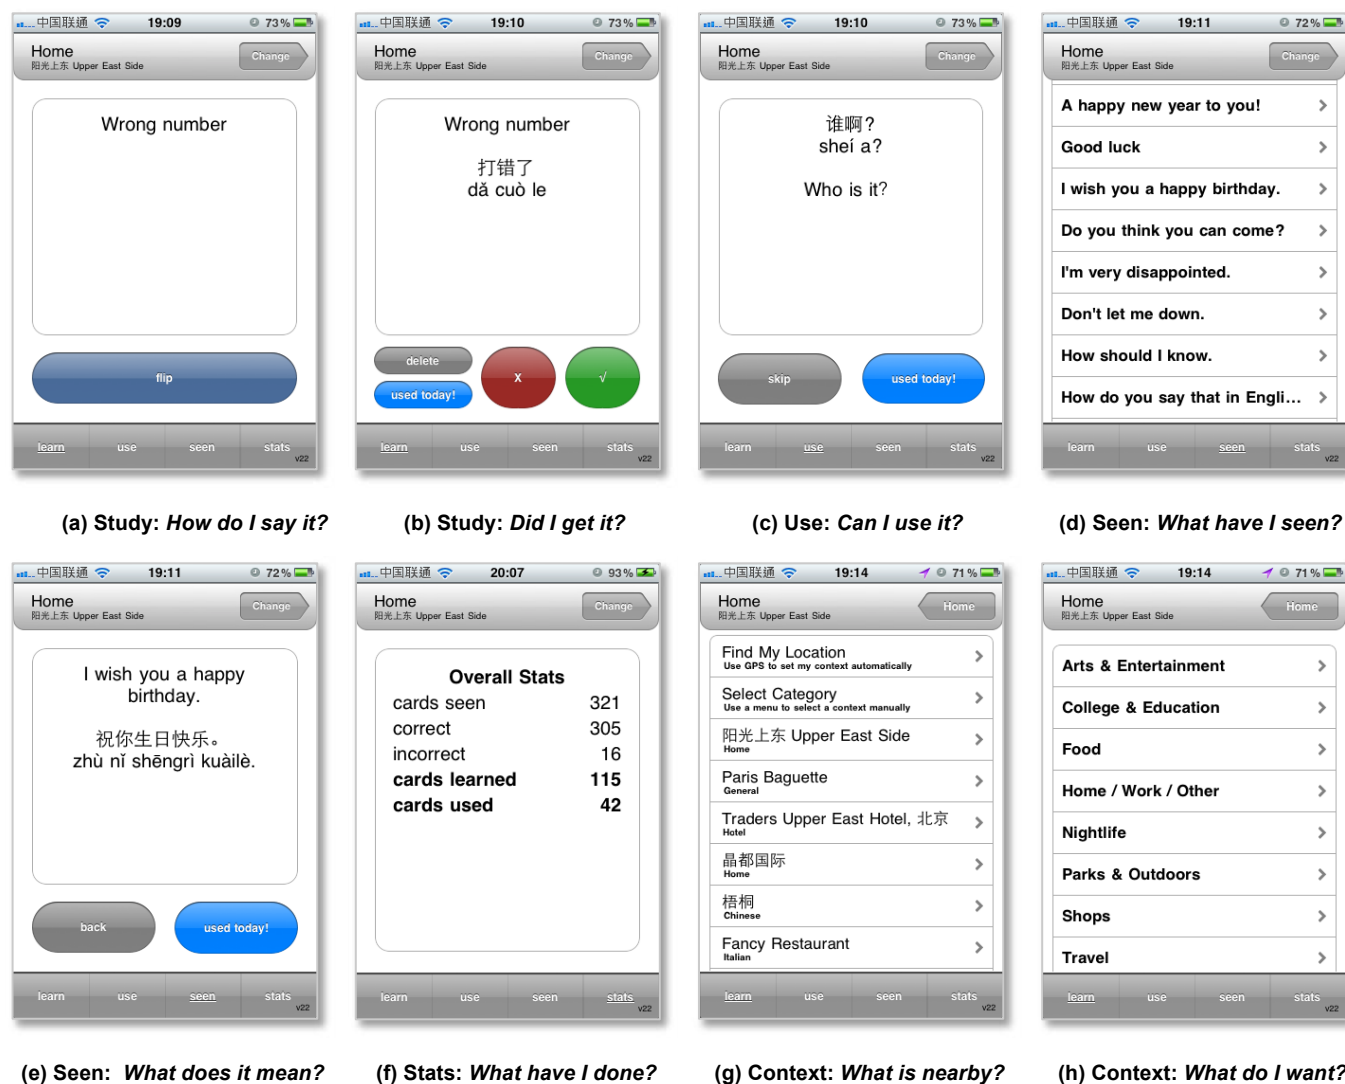 中国联通 19:09 73%
Home
阳光上东 Upper East Side
Change
Wrong number
flip
learn use seen stats
v22
(a) Study: How do I say it?
中国联通 19:10 73%
Home
阳光上东 Upper East Side
Change
Wrong number
打错了
dǎ cuò le
delete
used today!
X
√
learn use seen stats
v22
(b) Study: Did I get it?
中国联通 19:10 73%
Home
阳光上东 Upper East Side
Change
谁啊?
sheí a?
Who is it?
skip
used today!
learn use seen stats
v22
(c) Use: Can I use it?
中国联通 19:11 72%
Home
阳光上东 Upper East Side
Change
A happy new year to you!
Good luck
I wish you a happy birthday.
Do you think you can come?
I'm very disappointed.
Don't let me down.
How should I know.
How do you say that in Engli...
learn use seen stats
v22
(d) Seen: What have I seen?
中国联通 19:11 72%
Home
阳光上东 Upper East Side
Change
I wish you a happy
birthday.
祝你生日快乐。
zhù nǐ shēngrì kuàilè.
back
used today!
learn use seen stats
v22
(e) Seen: What does it mean?
中国联通 20:07 93%
Home
阳光上东 Upper East Side
Change
Overall Stats
cards seen 321
correct 305
incorrect 16
cards learned 115
cards used 42
learn use seen stats
v22
(f) Stats: What have I done?
中国联通 19:14 71%
Home
阳光上东 Upper East Side
Home
Find My Location
Use GPS to set my context automatically
Select Category
Use a menu to select a context manually
阳光上东 Upper East Side
Home
Paris Baguette
General
Traders Upper East Hotel, 北京
Hotel
晶都国际
Home
梧桐
Chinese
Fancy Restaurant
Italian
learn use seen stats
v22
(g) Context: What is nearby?
中国联通 19:14 71%
Home
阳光上东 Upper East Side
Home
Arts & Entertainment
College & Education
Food
Home / Work / Other
Nightlife
Parks & Outdoors
Shops
Travel
learn use seen stats
v22
(h) Context: What do I want?